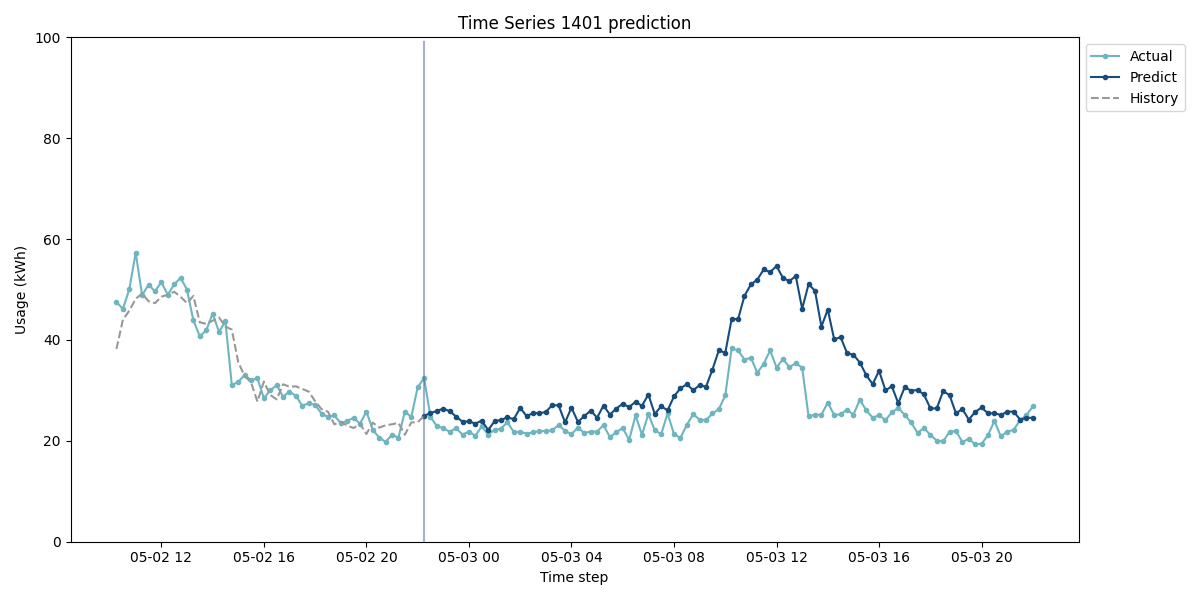 Time Series 1401 prediction
100
80
60
40
20
0
Usage (kWh)
05-02 12
05-02 16
05-02 20
05-03 00
05-03 04
05-03 08
05-03 12
05-03 16
05-03 20
Time step
Actual
Predict
History